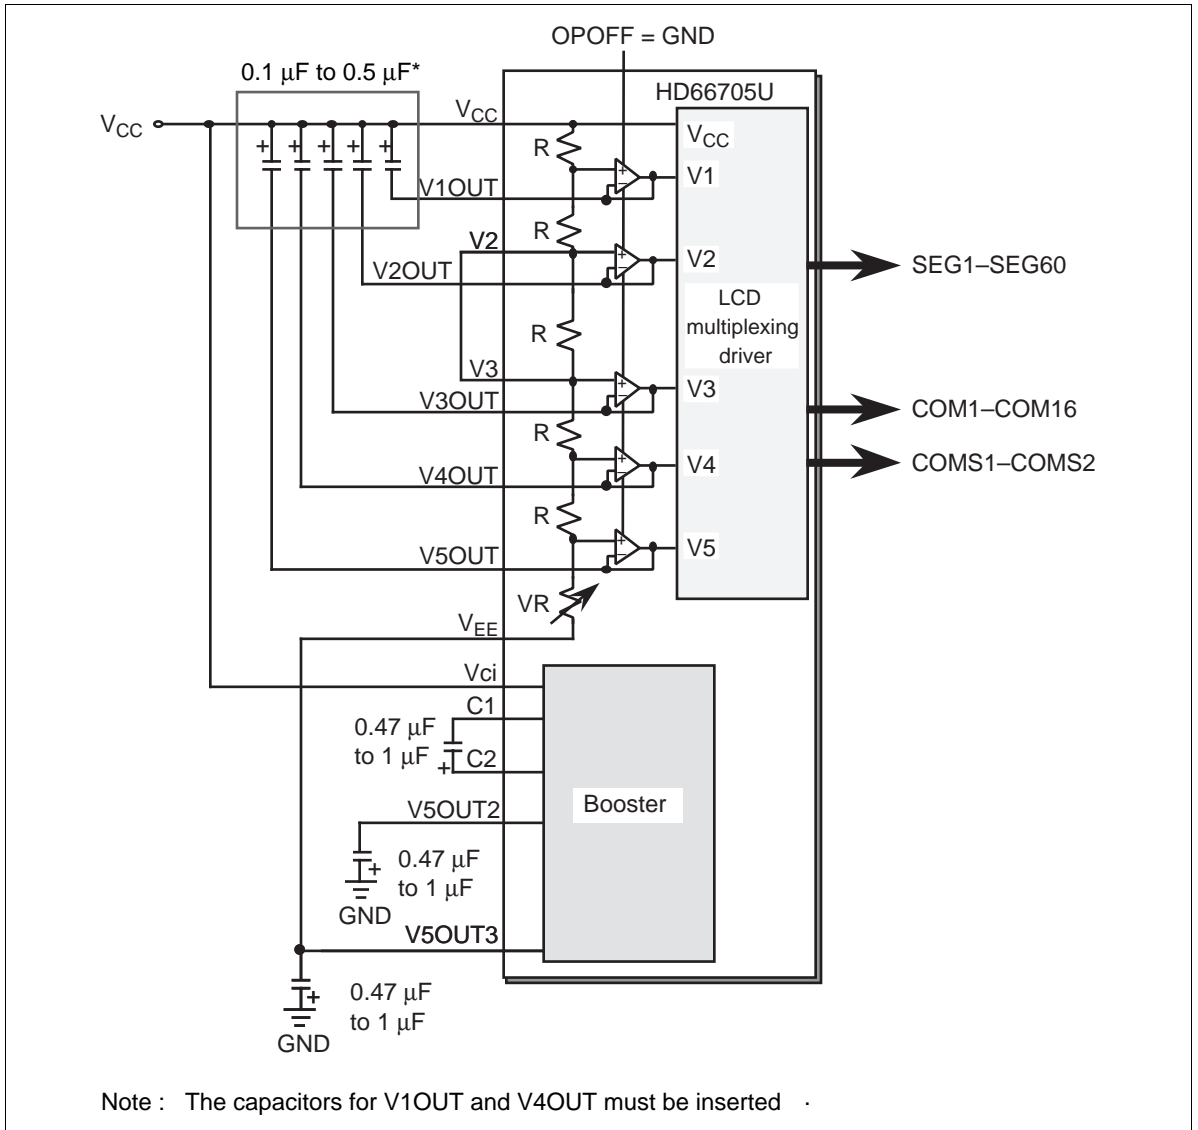 OPOFF = GND
0.1 μF to 0.5 μF*
HD66705U
VCC
VCC
VCC
R
+ + + + +
+
−
V1
V1OUT
R
V2
+
−
V2
SEG1–SEG60
V2OUT
LCD
multiplexing
driver
R
V3
+
−
V3
V3OUT
COM1–COM16
R
+
−
V4
COMS1–COMS2
V4OUT
R
+
−
V5
V5OUT
VR
VEE
Vci
C1
0.47 μF
to 1 μF
+
C2
Booster
V5OUT2
+
0.47 μF
to 1 μF
GND
V5OUT3
+
0.47 μF
to 1 μF
GND
Note : The capacitors for V1OUT and V4OUT must be inserted .